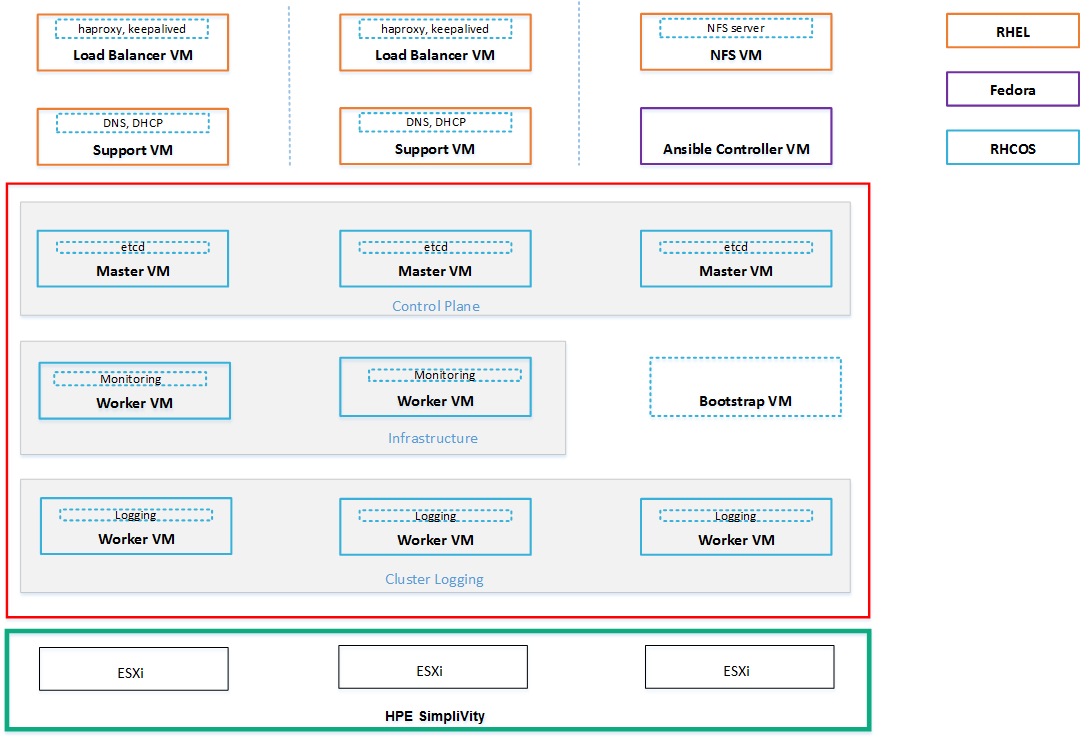 haproxy, keepalived
Load Balancer VM
haproxy, keepalived
Load Balancer VM
NFS server
NFS VM
RHEL
Fedora
RHCOS
DNS, DHCP
Support VM
DNS, DHCP
Support VM
Ansible Controller VM
etcd
Master VM
etcd
Master VM
etcd
Master VM
Control Plane
Monitoring
Worker VM
Monitoring
Worker VM
Bootstrap VM
Infrastructure
Logging
Worker VM
Logging
Worker VM
Logging
Worker VM
Cluster Logging
ESXi
ESXi
ESXi
HPE SimpliVity